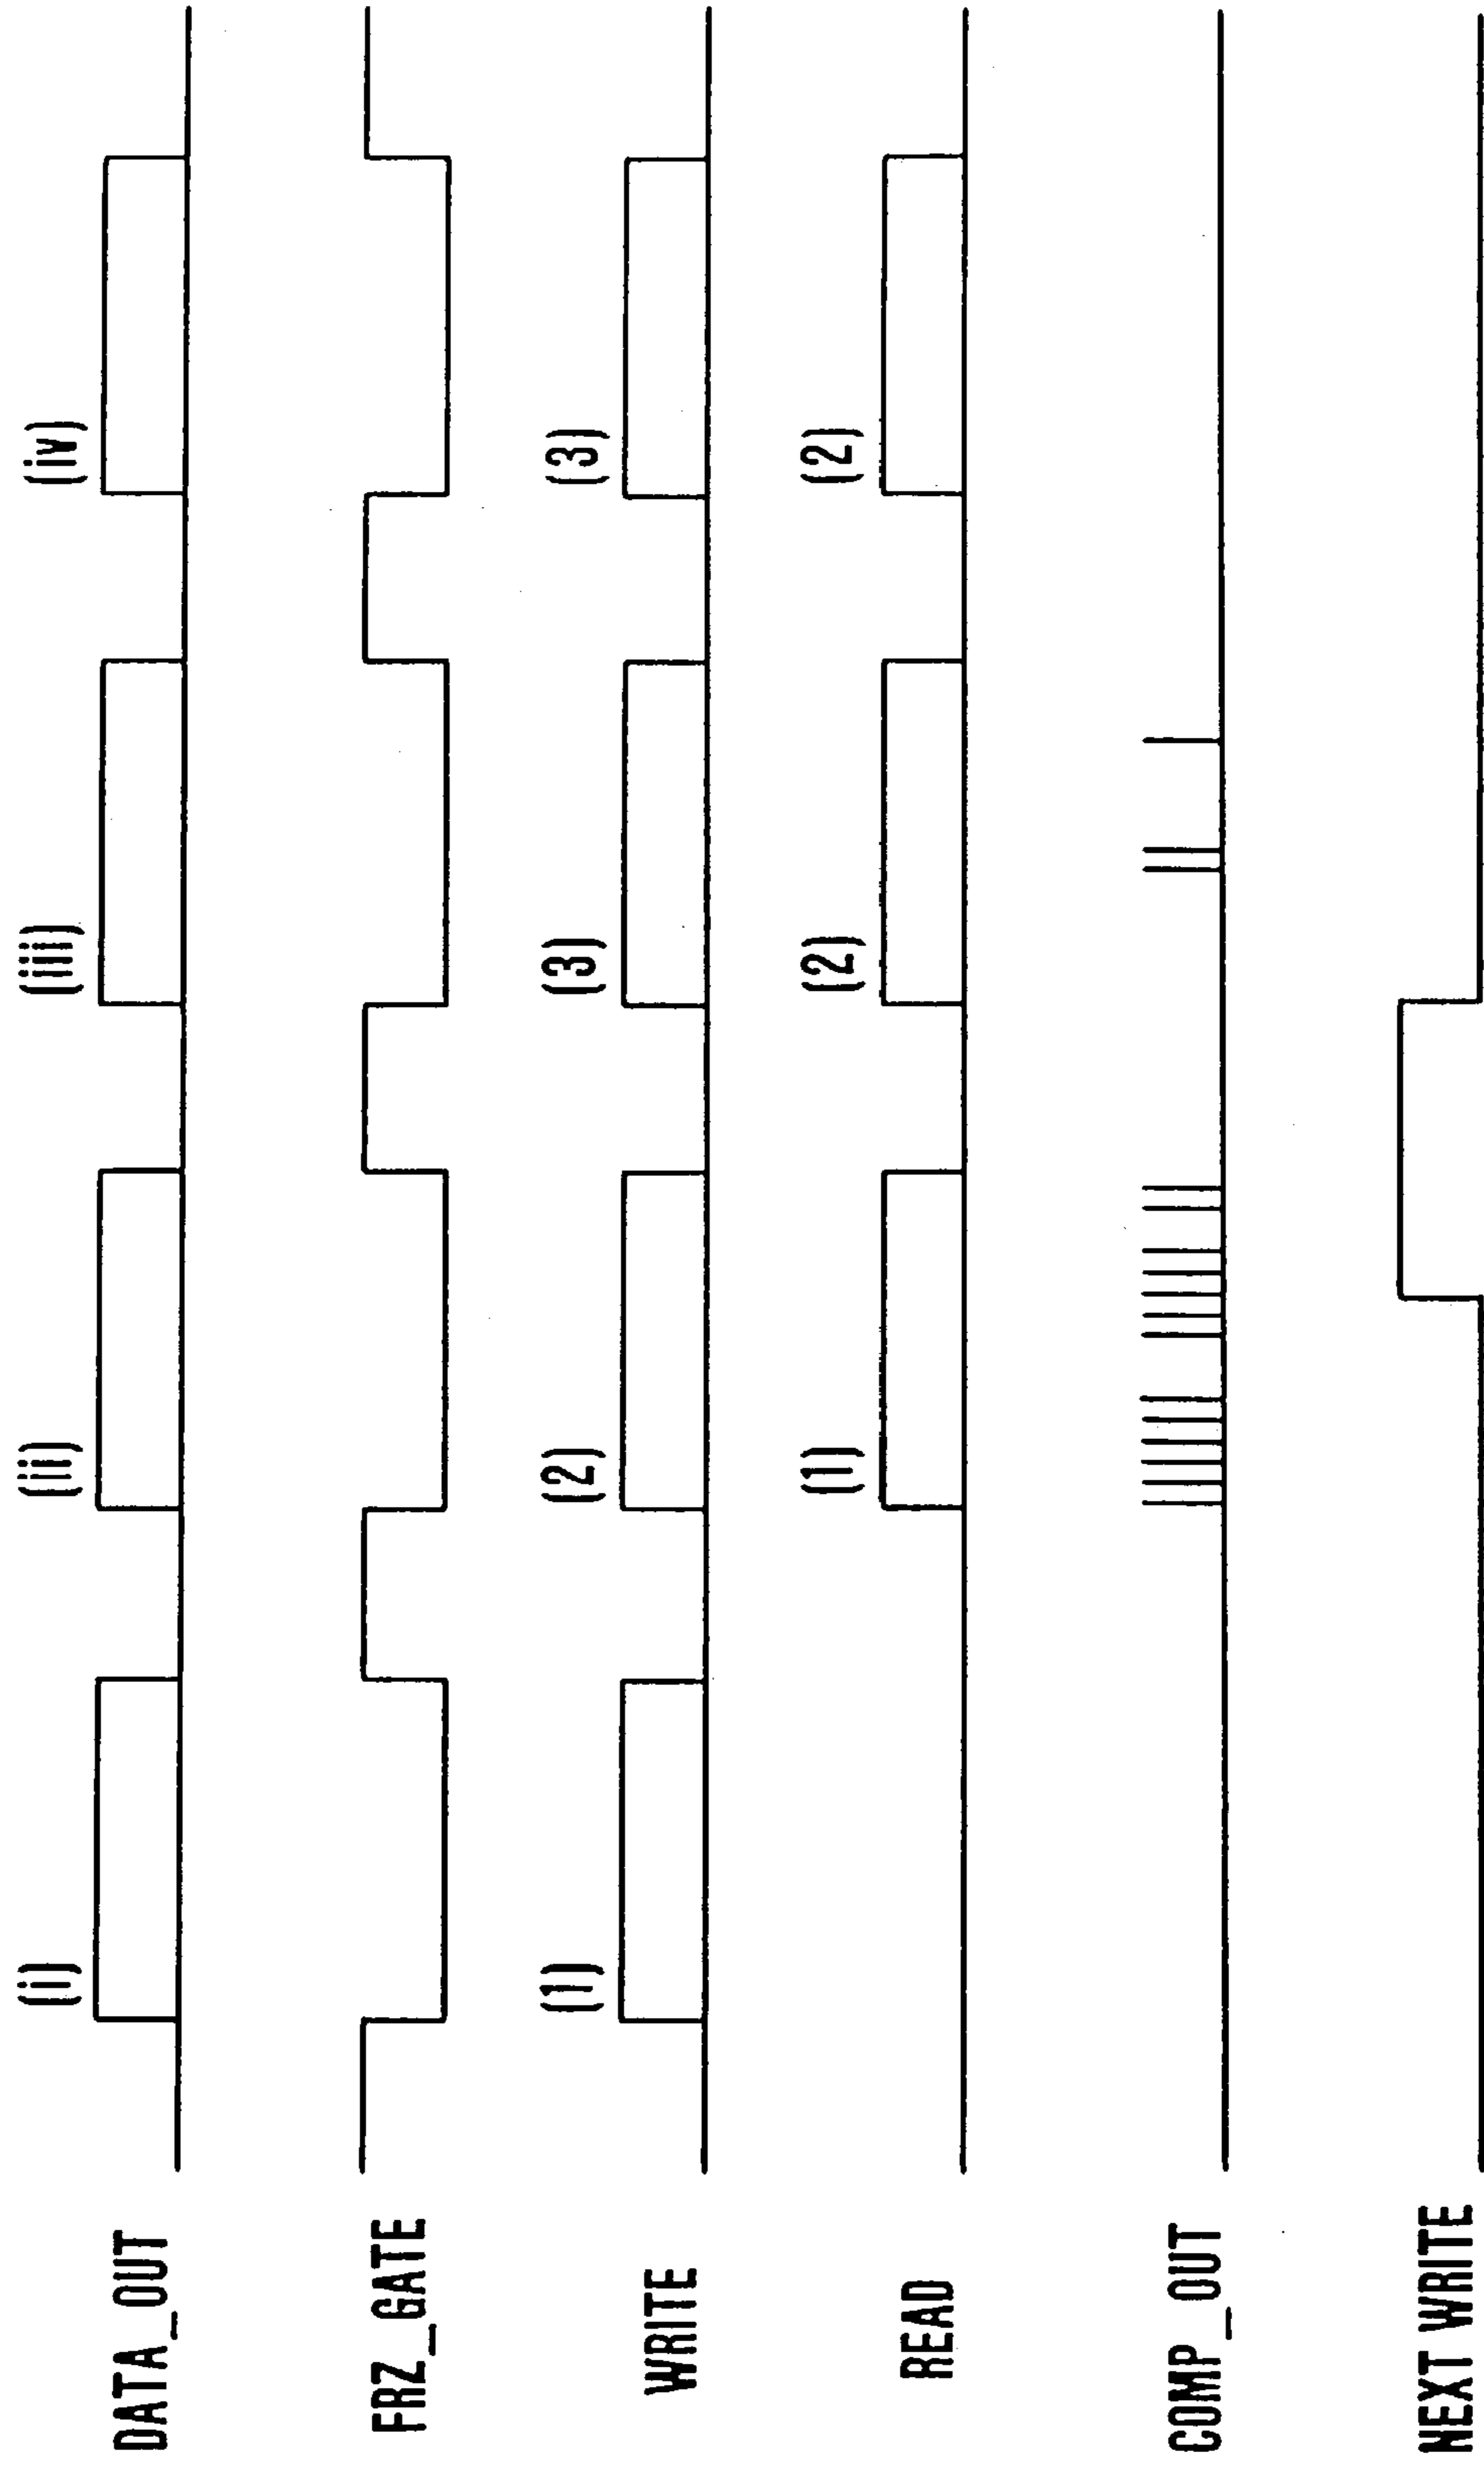 DATA_OUT (i) (ii) (iii) (iv)
FRZ_GATE
WRITE (1) (2) (3) (3)
READ (1) (2) (2)
COMP_OUT
NEXT WRITE